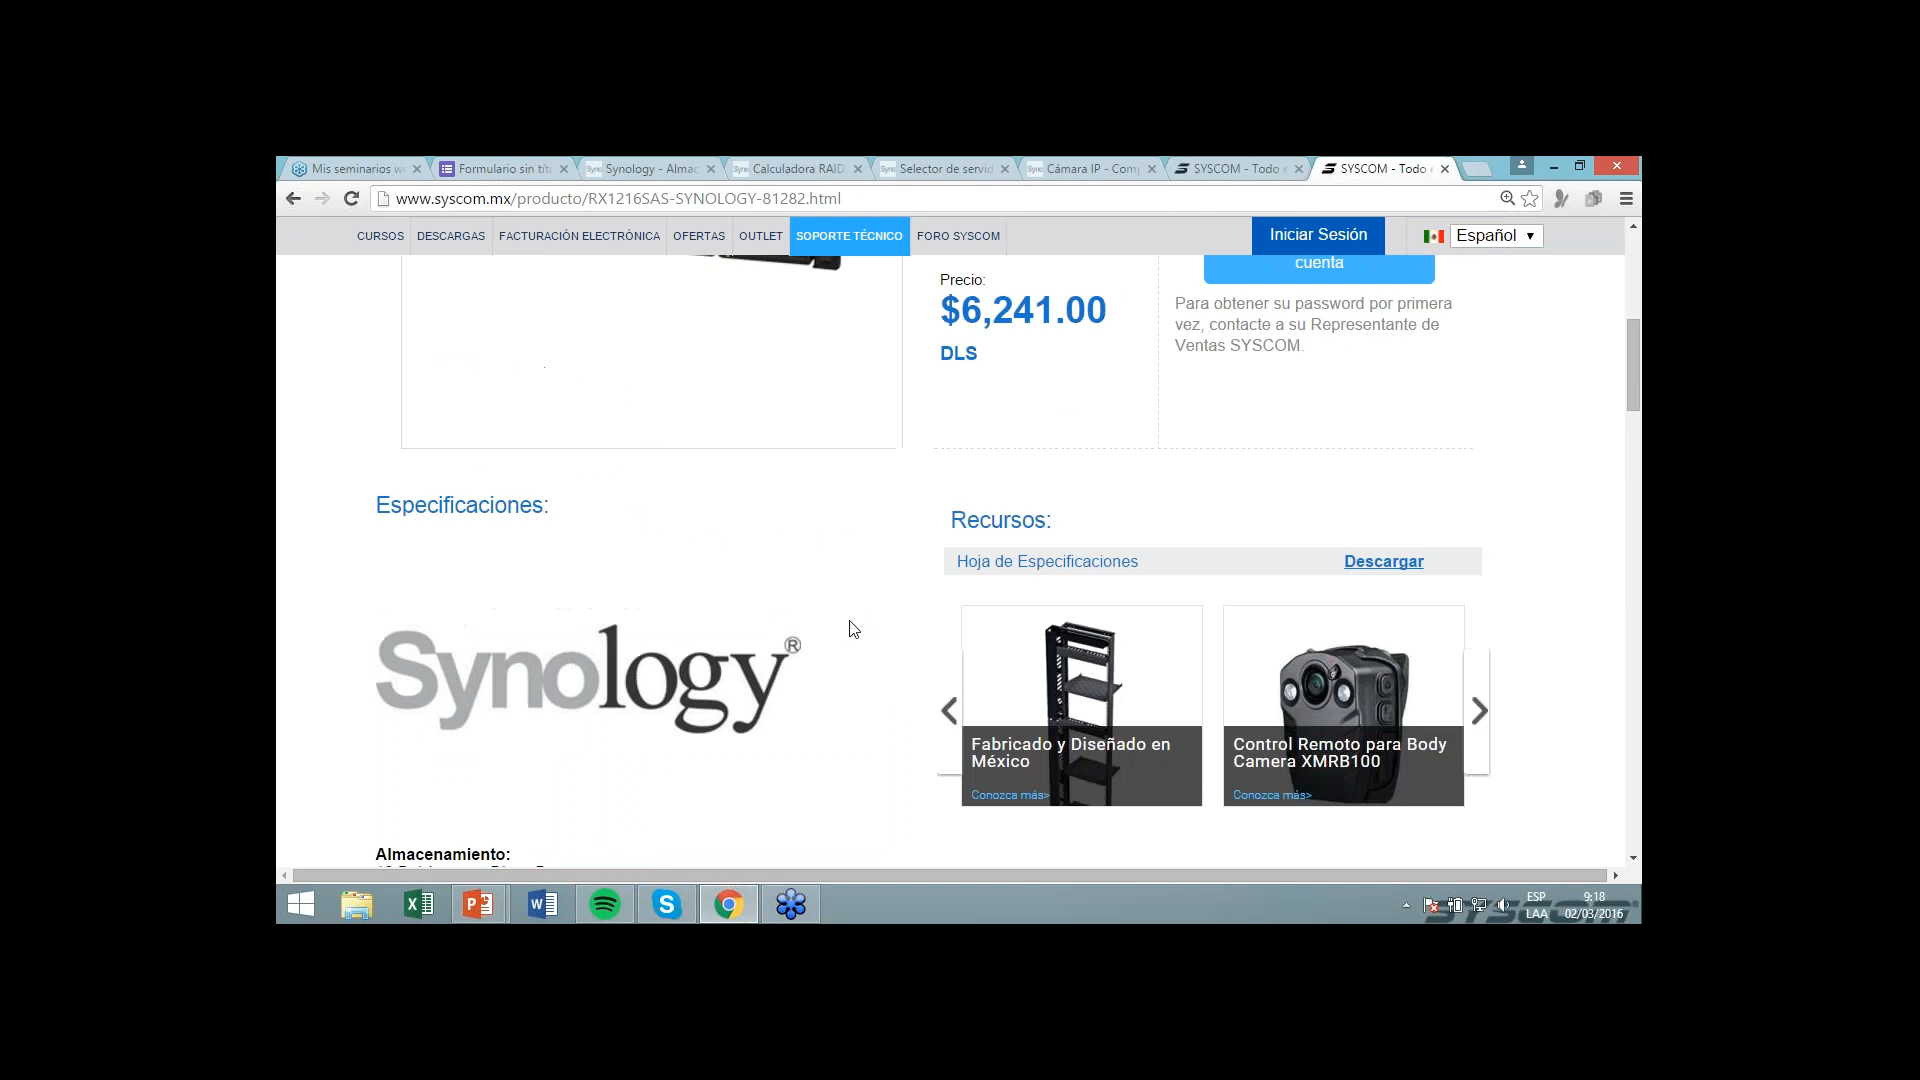 Mis seminarios w
Formulario sin tít
Synology - Almac
Calculadora RAID
Selector de servid
Cámara IP - Com
SYSCOM - Todo e
SYSCOM - Todo e
www.syscom.mx/producto/RX1216SAS-SYNOLOGY-81282.html
CURSOS
DESCARGAS
FACTURACIÓN ELECTRÓNICA
OFERTAS
OUTLET
SOPORTE TÉCNICO
FORO SYSCOM
Iniciar Sesión
Español
cuenta
Precio:
$6,241.00
DLS
Para obtener su password por primera
vez, contacte a su Representante de
Ventas SYSCOM.
Especificaciones:
Recursos:
Hoja de Especificaciones
Descargar
Synology®
Fabricado y Diseñado en
México
Conozca más>
Control Remoto para Body
Camera XMRB100
Conozca más>
Almacenamiento:
ESP
LAA
9:18
02/03/2016
SYSCOM